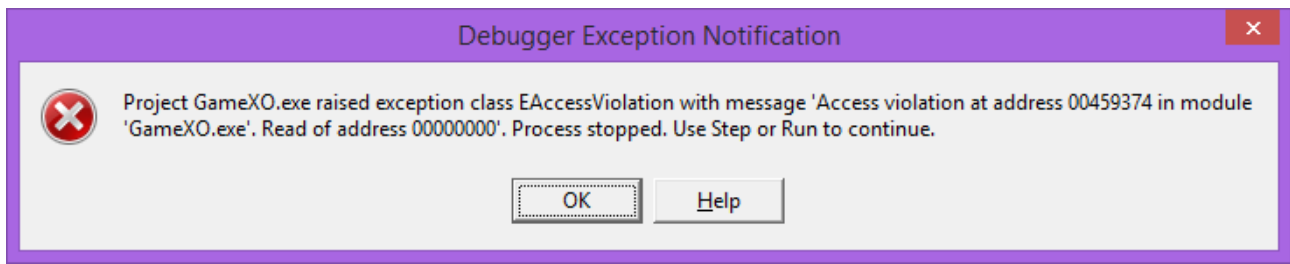 Debugger Exception Notification
Project GameXO.exe raised exception class EAccessViolation with message 'Access violation at address 00459374 in module
'GameXO.exe'. Read of address 00000000'. Process stopped. Use Step or Run to continue.
OK
Help